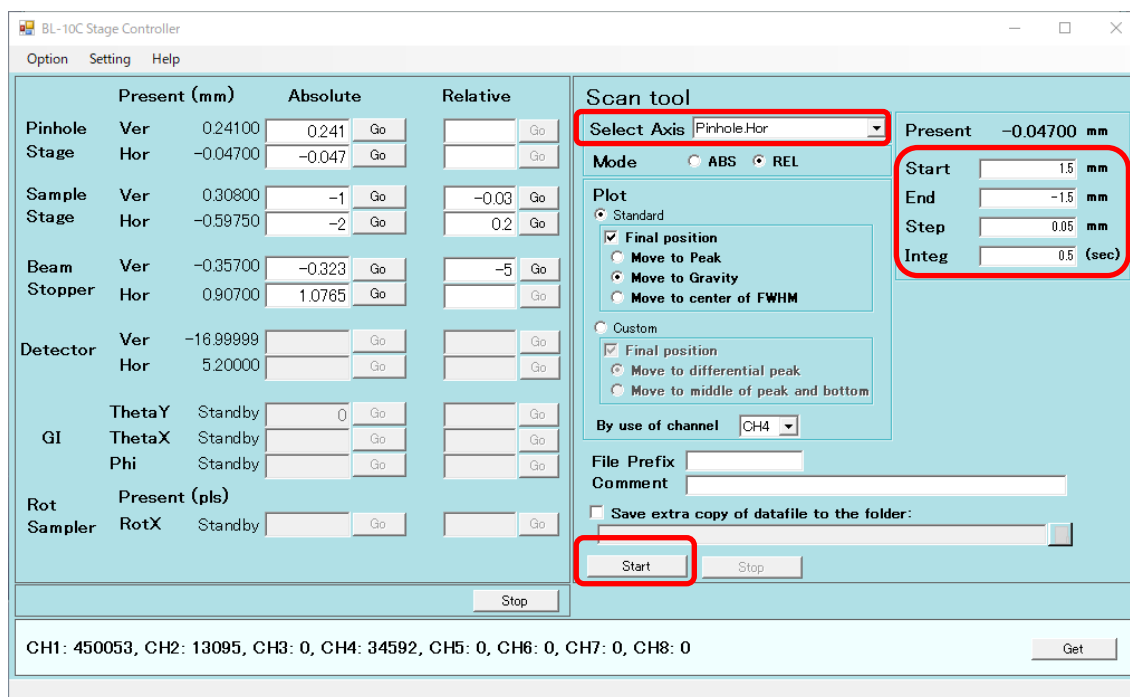 BL-10C Stage Controller
Option Setting Help
Present (mm) Absolute Relative
Pinhole Stage
Ver 0.24100 0.241 Go Go
Hor -0.04700 -0.047 Go Go
Sample Stage
Ver 0.30800 -1 Go -0.03 Go
Hor -0.59750 -2 Go 0.2 Go
Beam Stopper
Ver -0.35700 -0.323 Go -5 Go
Hor 0.90700 1.0765 Go Go
Detector
Ver -16.99999 Go Go
Hor 5.20000 Go Go
GI
ThetaY Standby 0 Go Go
ThetaX Standby Go Go
Phi Standby Go Go
Rot Sampler
Present (pls)
RotX Standby Go Go
Stop
Scan tool
Select Axis Pinhole.Hor
Mode ABS REL
Plot
Standard
Final position
Move to Peak
Move to Gravity
Move to center of FWHM
Custom
Final position
Move to differential peak
Move to middle of peak and bottom
By use of channel CH4
File Prefix
Comment
Save extra copy of datafile to the folder:
Start Stop
Present -0.04700 mm
Start 1.5 mm
End -1.5 mm
Step 0.05 mm
Integ 0.5 (sec)
CH1: 450053, CH2: 13095, CH3: 0, CH4: 34592, CH5: 0, CH6: 0, CH7: 0, CH8: 0
Get